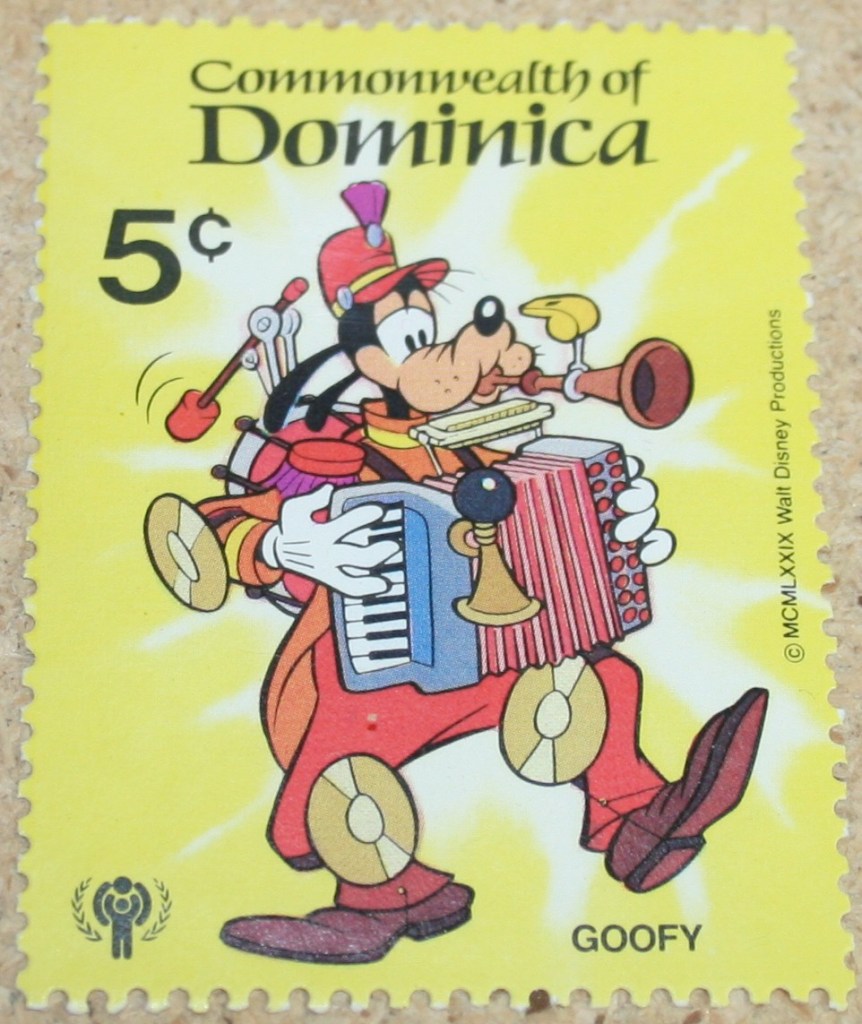 Commonwealth of
Dominica
5¢
© MCMLXXIX Walt Disney Productions
GOOFY